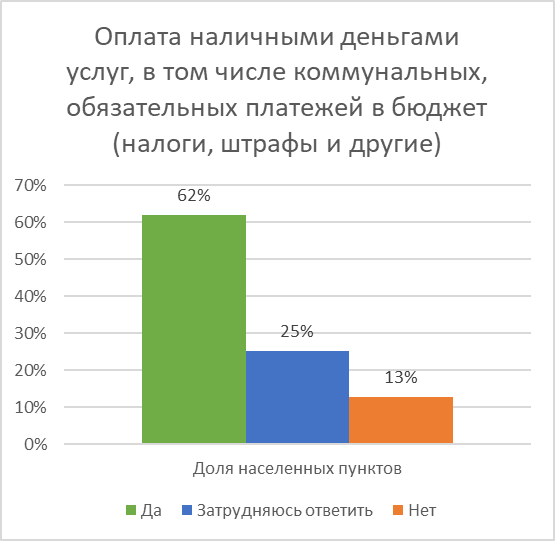 Оплата наличными деньгами
услуг, в том числе коммунальных,
обязательных платежей в бюджет
(налоги, штрафы и другие)
70%
60%
50%
40%
30%
20%
10%
0%
62%
25%
13%
Доля населенных пунктов
Да Затрудняюсь ответить Нет